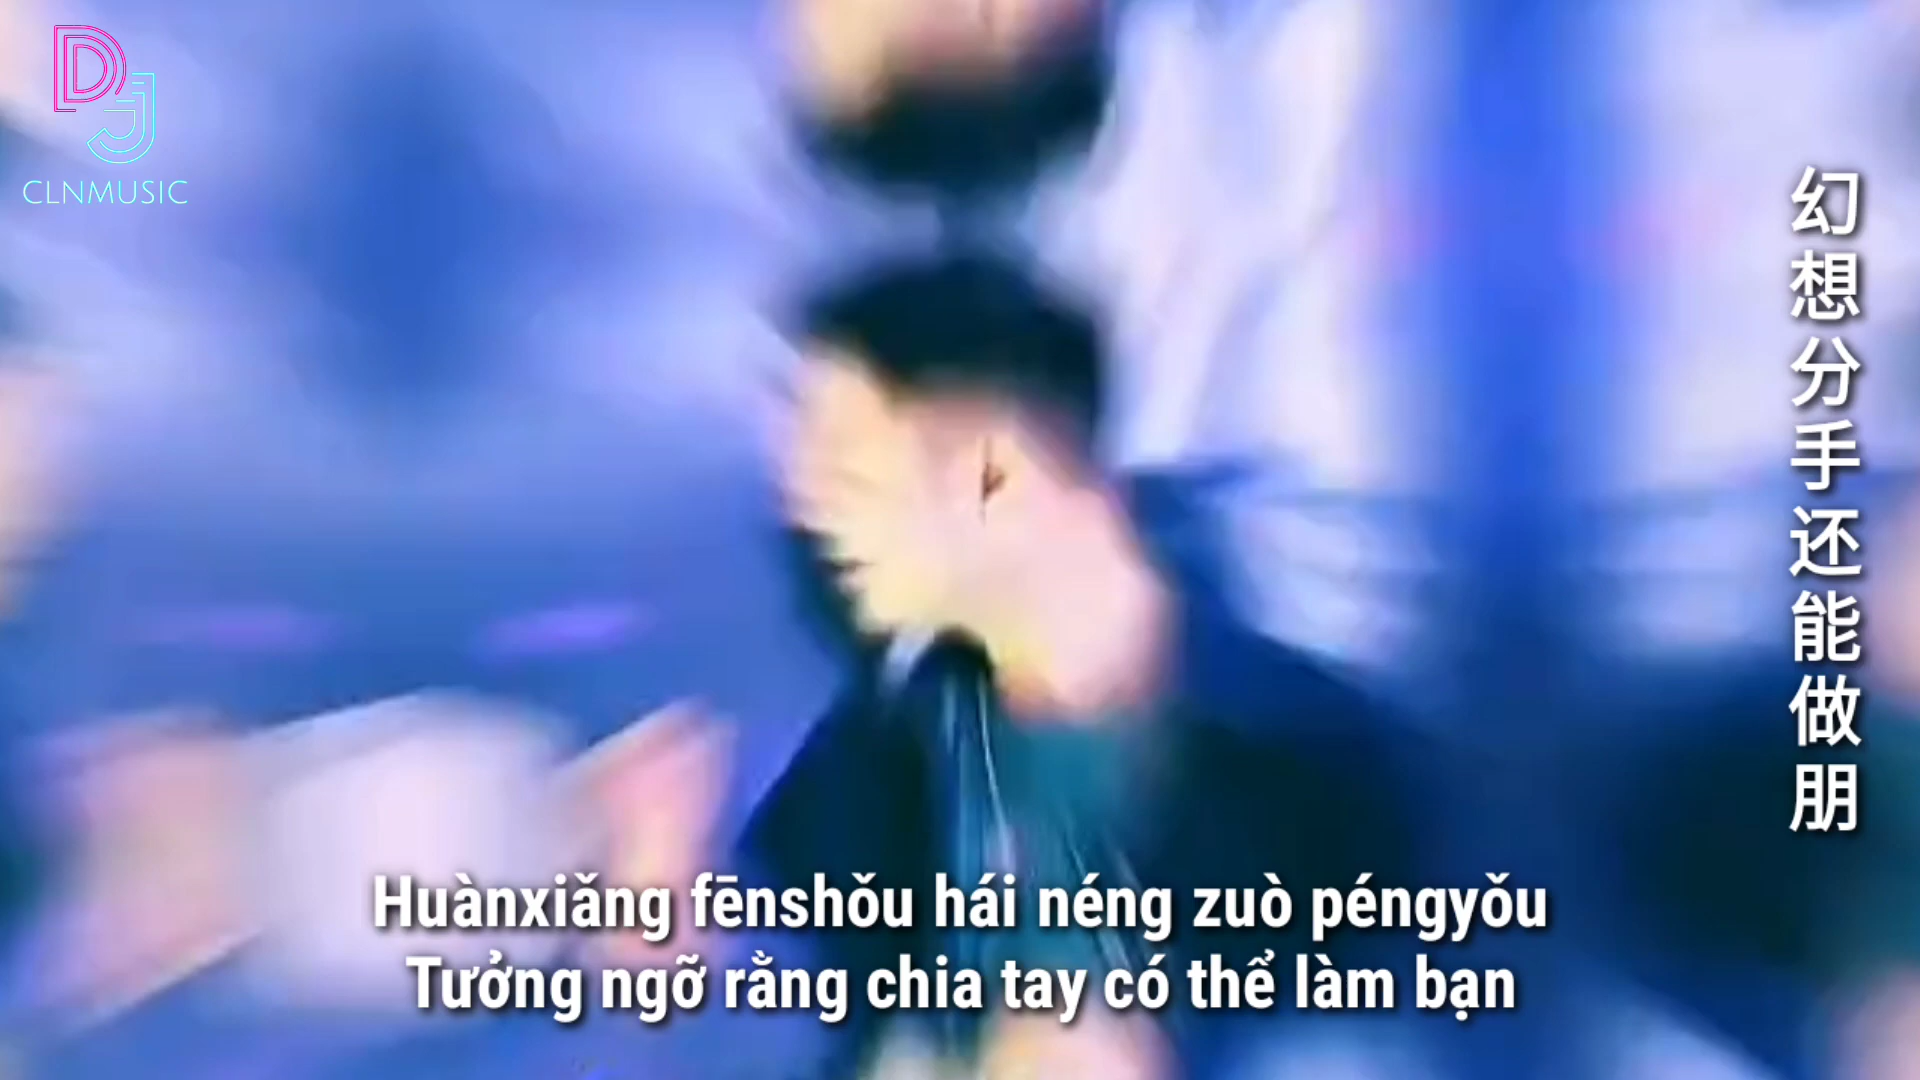 DJ
CLNMUSIC
幻想分手还能做朋
Huànxiǎng fēnshǒu hái néng zuò péngyǒu
Tưởng ngỡ rằng chia tay có thể làm bạn